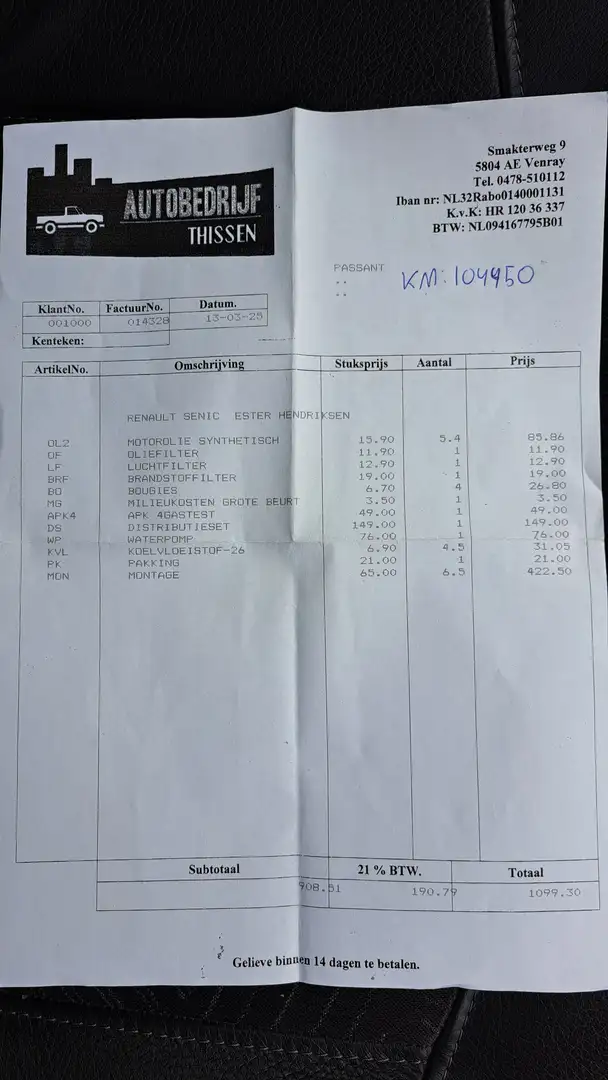 AUTOBEDRIJF
THISSEN
Smakterweg 9
5804 AE Venray
Tel. 0478-510112
Iban nr: NL32Rabo0140001131
K.v.K: HR 120 36 337
BTW: NL094167795B01
PASSANT
KM: 104950
KlantNo. FactuurNo. Datum.
001000 014328 13-03-25
Kenteken:
ArtikelNo. Omschrijving Stuksprijs Aantal Prijs
RENAULT SENIC ESTER HENDRIKSEN
OL2 MOTOROLIE SYNTHETISCH 15.90 5.4 85.86
OF OLIEFILTER 11.90 1 11.90
LF LUCHTFILTER 12.90 1 12.90
BRF BRANDSTOFFILTER 19.00 1 19.00
BO BOUGIES 6.70 4 26.80
MG MILIEUKOSTEN GROTE BEURT 3.50 1 3.50
APK4 APK 4GASTEST 49.00 1 49.00
DS DISTRIBUTIESET 149.00 1 149.00
WP WATERPOMP 76.00 1 76.00
KVL KOELVLOEISTOF-26 6.90 4.5 31.05
PK PAKKING 21.00 1 21.00
MON MONTAGE 65.00 6.5 422.50
Subtotaal 21 % BTW. Totaal
908.51 190.79 1099.30
Gelieve binnen 14 dagen te betalen.